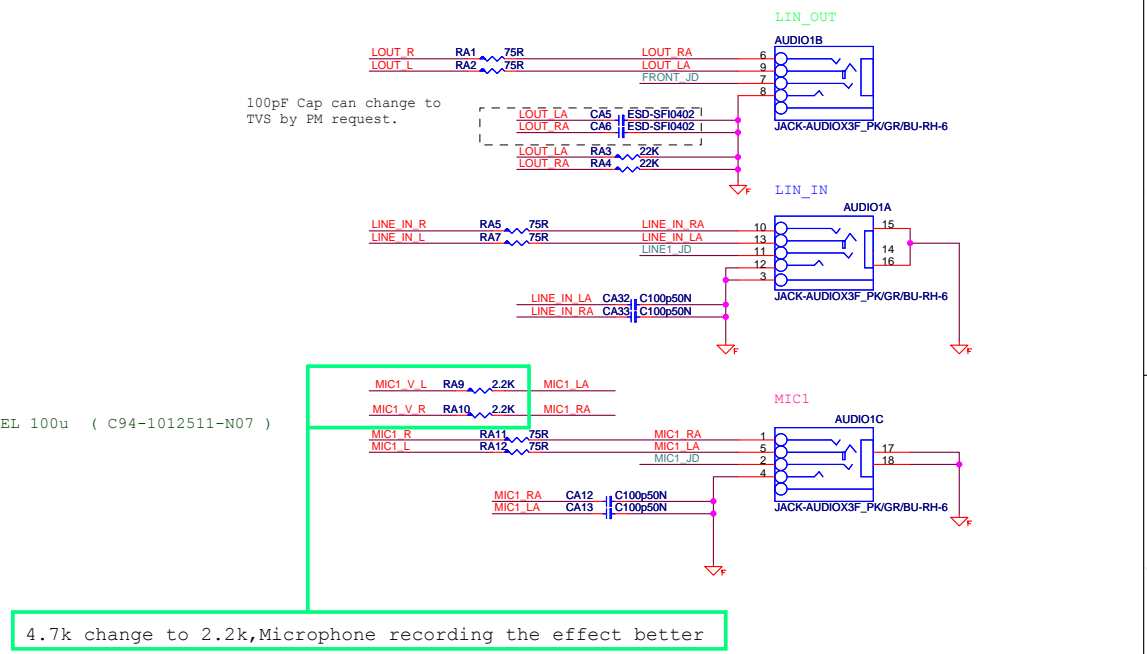 LIN_OUT
AUDIO1B
LOUT_R RA1 75R LOUT_RA 6
LOUT_L RA2 75R LOUT_LA 9
FRONT_JD 7
8
100pF Cap can change to
TVS by PM request.
LOUT_LA CA5 ESD-SFI0402
LOUT_RA CA6 ESD-SFI0402
JACK-AUDIOX3F_PK/GR/BU-RH-6
LOUT_LA RA3 22K
LOUT_RA RA4 22K
F
LIN_IN
AUDIO1A
LINE_IN_R RA5 75R LINE_IN_RA 10 15
LINE_IN_L RA7 75R LINE_IN_LA 13
LINE1_JD 11 14
12 16
3
LINE_IN_LA CA32 C100p50N
LINE_IN_RA CA33 C100p50N
JACK-AUDIOX3F_PK/GR/BU-RH-6
F F
MIC1_V_L RA9 2.2K MIC1_LA
MIC1
MIC1_V_R RA10 2.2K MIC1_RA
AUDIO1C
EL 100u ( C94-1012511-N07 )
MIC1_R RA11 75R MIC1_RA 1
MIC1_L RA12 75R MIC1_LA 5 17
MIC1_JD 2 18
4
MIC1_RA CA12 C100p50N
MIC1_LA CA13 C100p50N
JACK-AUDIOX3F_PK/GR/BU-RH-6
F
F
4.7k change to 2.2k,Microphone recording the effect better